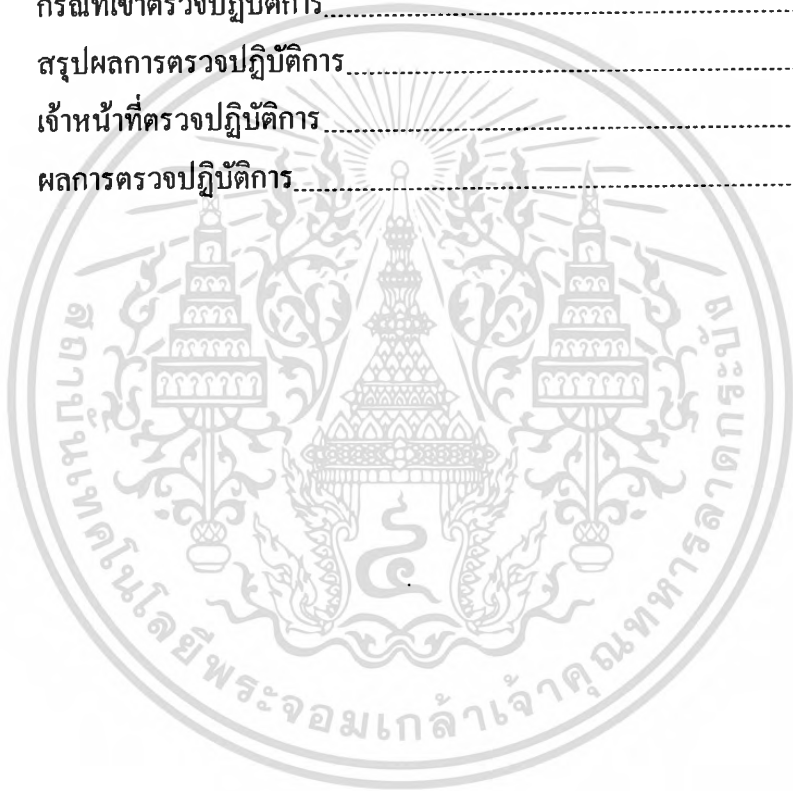 กรณีที่เข้าตรวจปฏิบัติการ
สรุปผลการตรวจปฏิบัติการ
เจ้าหน้าที่ตรวจปฏิบัติการ
ผลการตรวจปฏิบัติการ
สถาบันเทคโนโลยีพระจอมเกล้าเจ้าคุณทหารลาดกระบัง